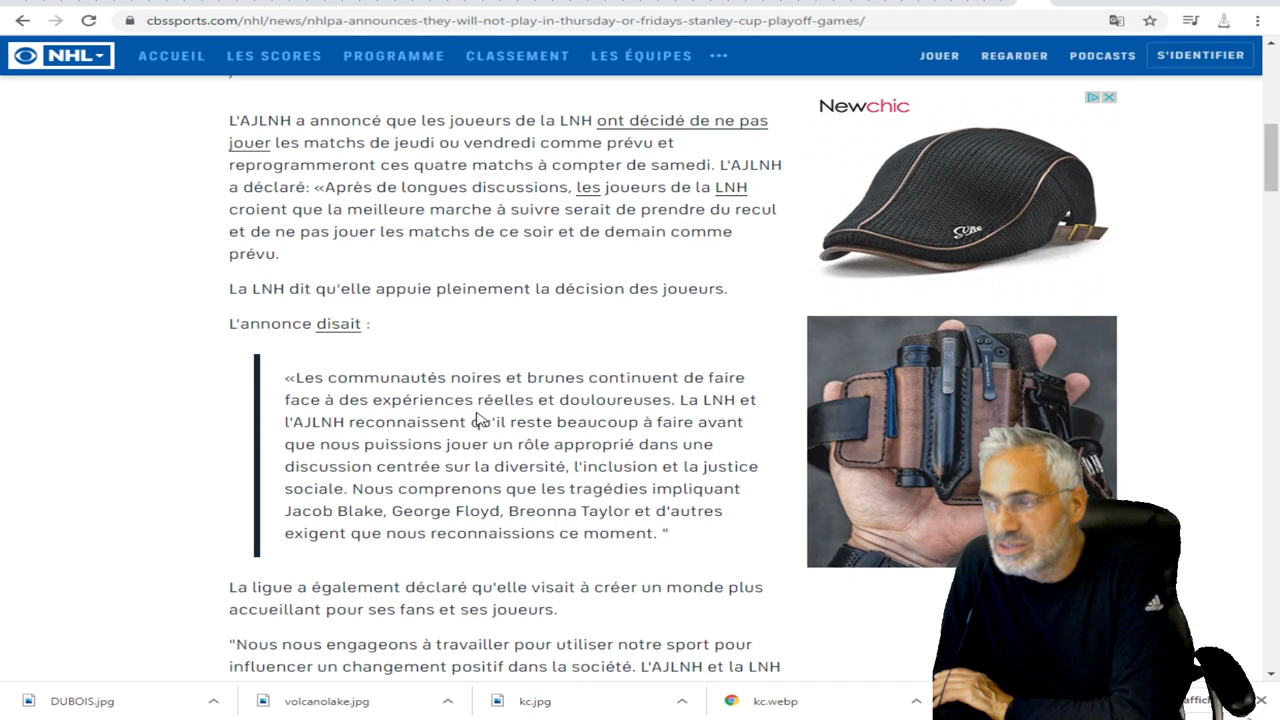 cbssports.com/nhl/news/nhlpa-announces-they-will-not-play-in-thursday-or-fridays-stanley-cup-playoff-games/
NHL ACCUEIL LES SCORES PROGRAMME CLASSEMENT LES ÉQUIPES ••• JOUER REGARDER PODCASTS S'IDENTIFIER
L'AJLNH a annoncé que les joueurs de la LNH ont décidé de ne pas
jouer les matchs de jeudi ou vendredi comme prévu et
reprogrammeront ces quatre matchs à compter de samedi. L'AJLNH
a déclaré: «Après de longues discussions, les joueurs de la LNH
croient que la meilleure marche à suivre serait de prendre du recul
et de ne pas jouer les matchs de ce soir et de demain comme
prévu.
La LNH dit qu'elle appuie pleinement la décision des joueurs.
L'annonce disait :
«Les communautés noires et brunes continuent de faire
face à des expériences réelles et douloureuses. La LNH et
l'AJLNH reconnaissent qu'il reste beaucoup à faire avant
que nous puissions jouer un rôle approprié dans une
discussion centrée sur la diversité, l'inclusion et la justice
sociale. Nous comprenons que les tragédies impliquant
Jacob Blake, George Floyd, Breonna Taylor et d'autres
exigent que nous reconnaissions ce moment. "
La ligue a également déclaré qu'elle visait à créer un monde plus
accueillant pour ses fans et ses joueurs.
"Nous nous engageons à travailler pour utiliser notre sport pour
influencer un changement positif dans la société. L'AJLNH et la LNH
Newchic
DUBOIS.jpg volcanolake.jpg kc.jpg kc.webp